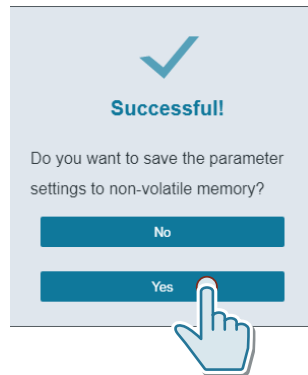 Successful!
Do you want to save the parameter
settings to non-volatile memory?
No
Yes